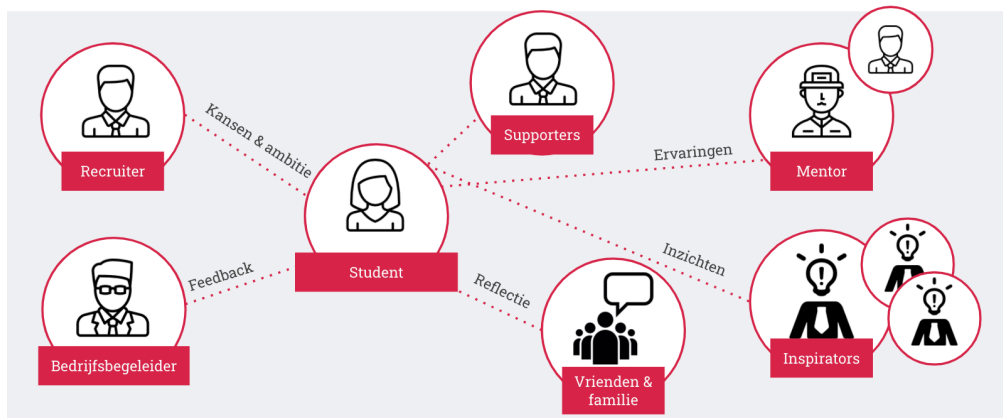 Supporters
Kansen & ambitie
Ervaringen
Recruiter
Mentor
Student
Feedback
Reflectie
Inzichten
Bedrijfsbegeleider
Inspirators
Vrienden &
familie